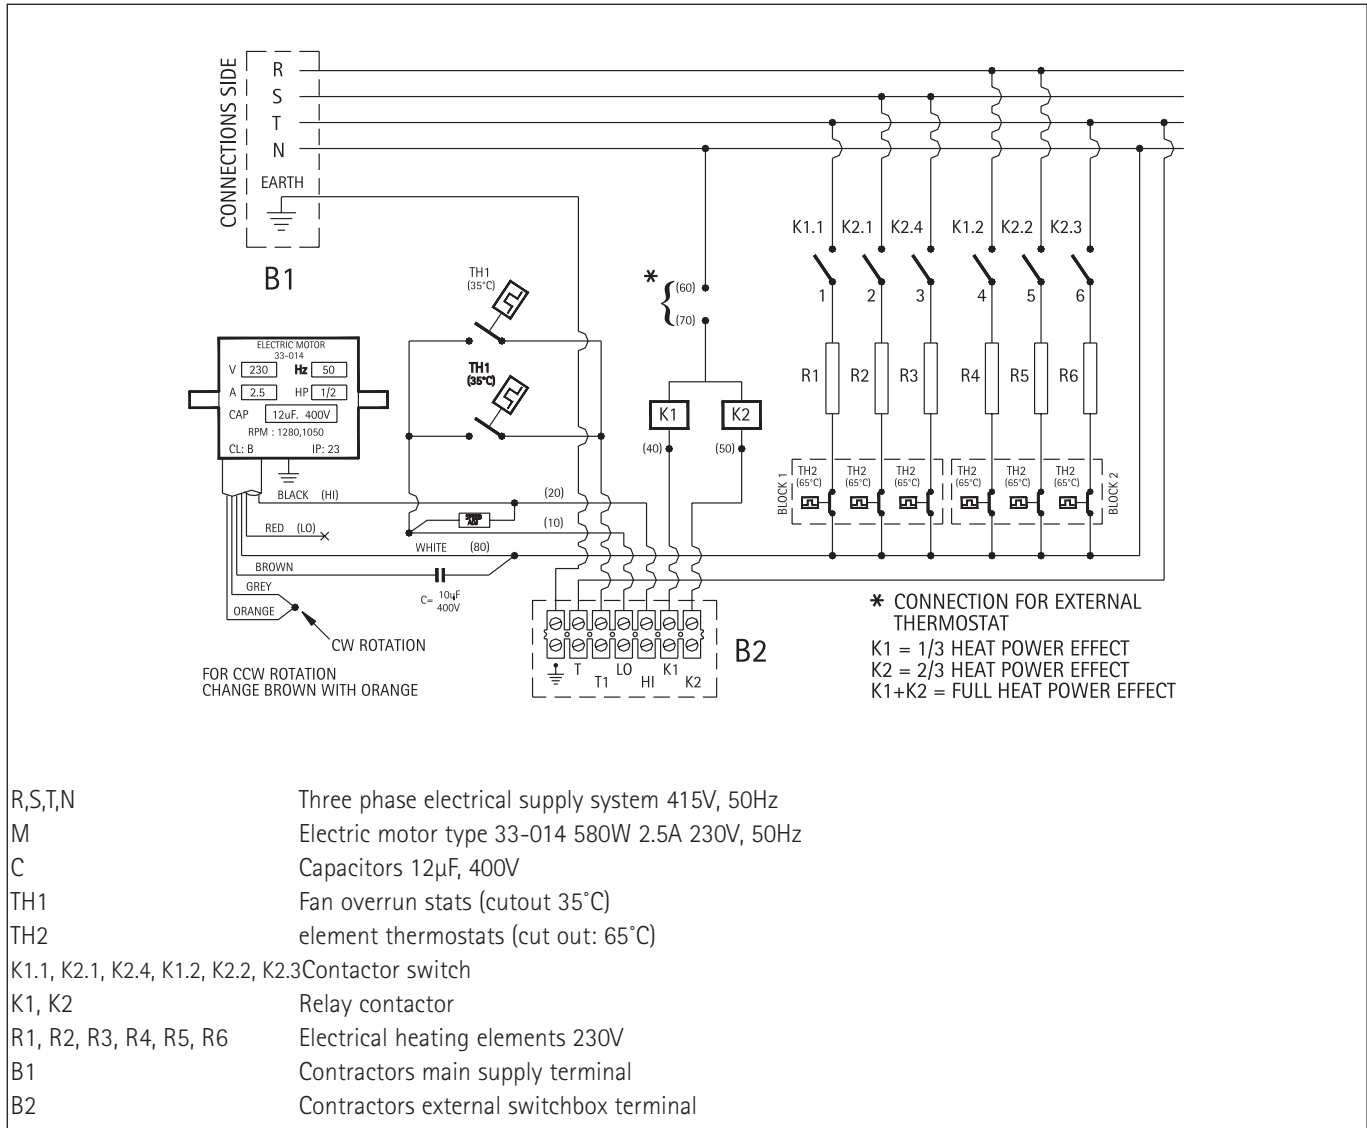 CONNECTIONS SIDE
R
S
T
N
EARTH
B1
K1.1 K2.1 K2.4 K1.2 K2.2 K2.3
1 2 3 4 5 6
R1 R2 R3 R4 R5 R6
TH1
(35°C)
TH1
(35°C)
*
(60)
(70)
K1 K2
(40) (50)
ELECTRIC MOTOR
33-014
V 230 Hz 50
A 2.5 HP 1/2
CAP 12uF. 400V
RPM : 1280,1050
CL: B IP: 23
BLOCK 1
TH2 TH2 TH2 TH2 TH2 TH2
(65°C) (65°C) (65°C) (65°C) (65°C) (65°C)
BLOCK 2
BLACK (HI) (20)
SPEED
ADJ
RED (LO) (10)
WHITE (80)
BROWN
GREY
ORANGE
C= 10µF
400V
CW ROTATION
FOR CCW ROTATION
CHANGE BROWN WITH ORANGE
T T1 LO HI K1 K2
B2
* CONNECTION FOR EXTERNAL
THERMOSTAT
K1 = 1/3 HEAT POWER EFFECT
K2 = 2/3 HEAT POWER EFFECT
K1+K2 = FULL HEAT POWER EFFECT
R,S,T,N Three phase electrical supply system 415V, 50Hz
M Electric motor type 33-014 580W 2.5A 230V, 50Hz
C Capacitors 12µF, 400V
TH1 Fan overrun stats (cutout 35°C)
TH2 element thermostats (cut out: 65°C)
K1.1, K2.1, K2.4, K1.2, K2.2, K2.3 Contactor switch
K1, K2 Relay contactor
R1, R2, R3, R4, R5, R6 Electrical heating elements 230V
B1 Contractors main supply terminal
B2 Contractors external switchbox terminal